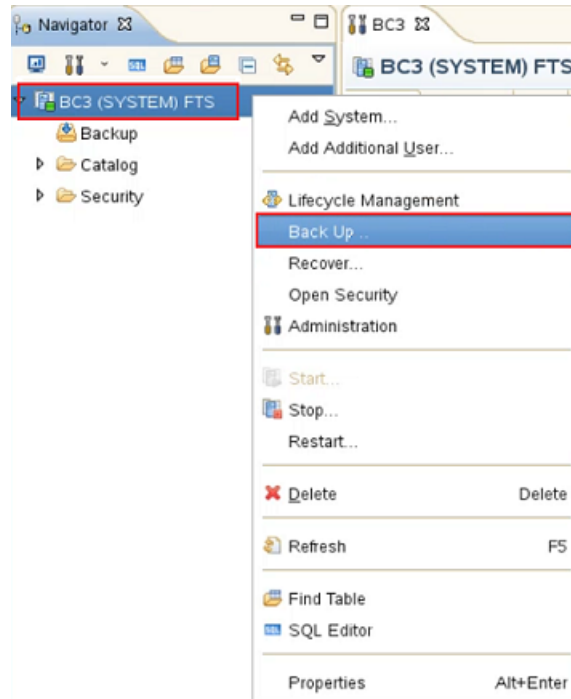 Navigator
BC3
BC3 (SYSTEM) FTS
BC3 (SYSTEM) FTS
Backup
Catalog
Security
Add System...
Add Additional User...
Lifecycle Management
Back Up ..
Recover...
Open Security
Administration
Start...
Stop...
Restart...
Delete Delete
Refresh F5
Find Table
SQL Editor
Properties Alt+Enter